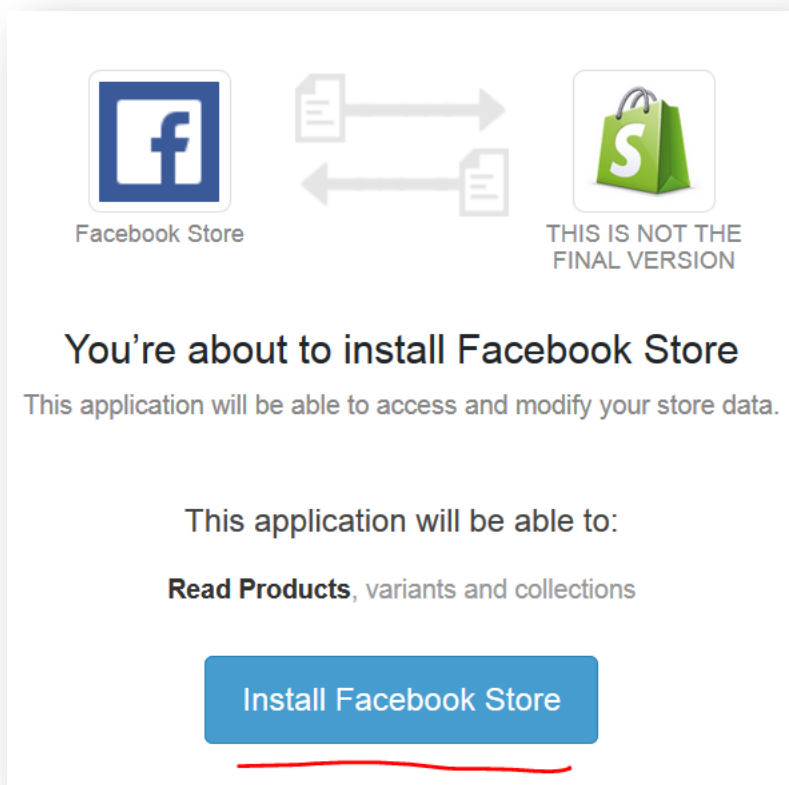 Facebook Store
THIS IS NOT THE
FINAL VERSION
You’re about to install Facebook Store
This application will be able to access and modify your store data.
This application will be able to:
Read Products, variants and collections
Install Facebook Store